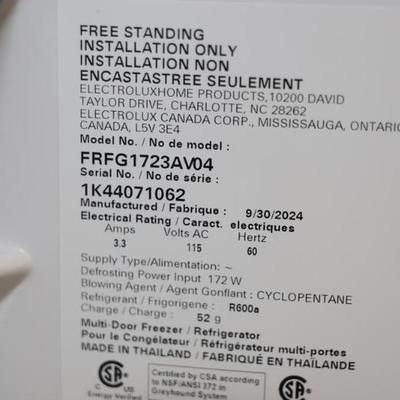 FREE STANDING
INSTALLATION ONLY
INSTALLATION NON
ENCASTASTREE SEULEMENT
ELECTROLUXHOME PRODUCTS,10200 DAVID
TAYLOR DRIVE, CHARLOTTE, NC 28262
ELECTROLUX CANADA CORP., MISSISSAUGA, ONTARIO
CANADA, L5V 3E4
Model No. / No de modele:
FRFG1723AV04
Serial No. / No de série :
1K44071062
Manufactured / Fabrique : 9/30/2024
Electrical Rating / Caract. electriques
Amps Volts AC Hertz
3.3 115 60
Supply Type/Alimentation: ~
Defrosting Power Input 172 W
Blowing Agent / Agent Gonflant : CYCLOPENTANE
Refrigerant / Frigorigene : R600a
Charge / Charge : 52 g
Multi-Door Freezer / Refrigerator
Pour le Congélateur / Réfrigérateur multi-portes
MADE IN THAILAND / FABRIQUÉ EN THAÏLANDE
Certified by CSA according
to NSF/ANSI 372 in
Greyhound System
C US